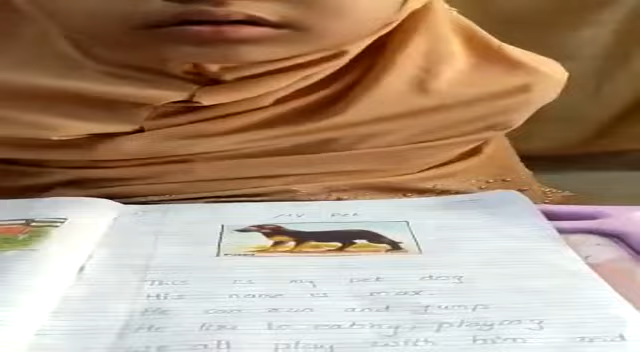 My Pet
This is my pet dog
His name is max.
He can run and Jump
He like to eating, playing
we all play with him and